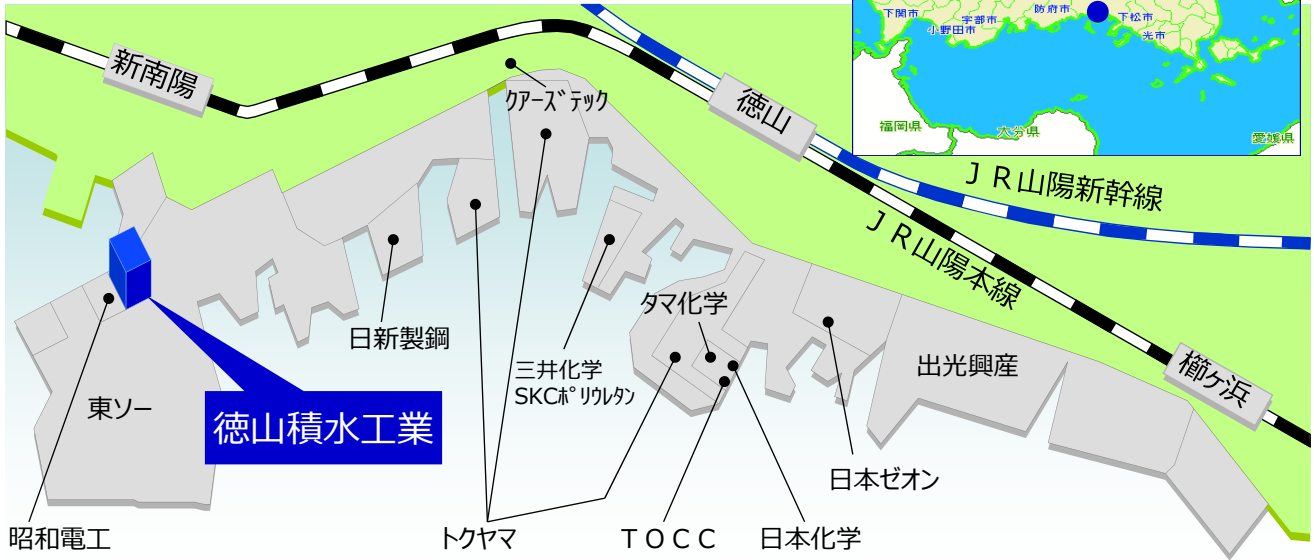 下関市
小野田市
宇部市
防府市
下松市
光市
福岡県
大分県
愛媛県
新南陽
クアーズテック
徳山
ＪＲ山陽新幹線
ＪＲ山陽本線
櫛ヶ浜
日新製鋼
三井化学
SKCポリウレタン
タマ化学
出光興産
東ソー
徳山積水工業
日本ゼオン
昭和電工
トクヤマ
ＴＯＣＣ
日本化学